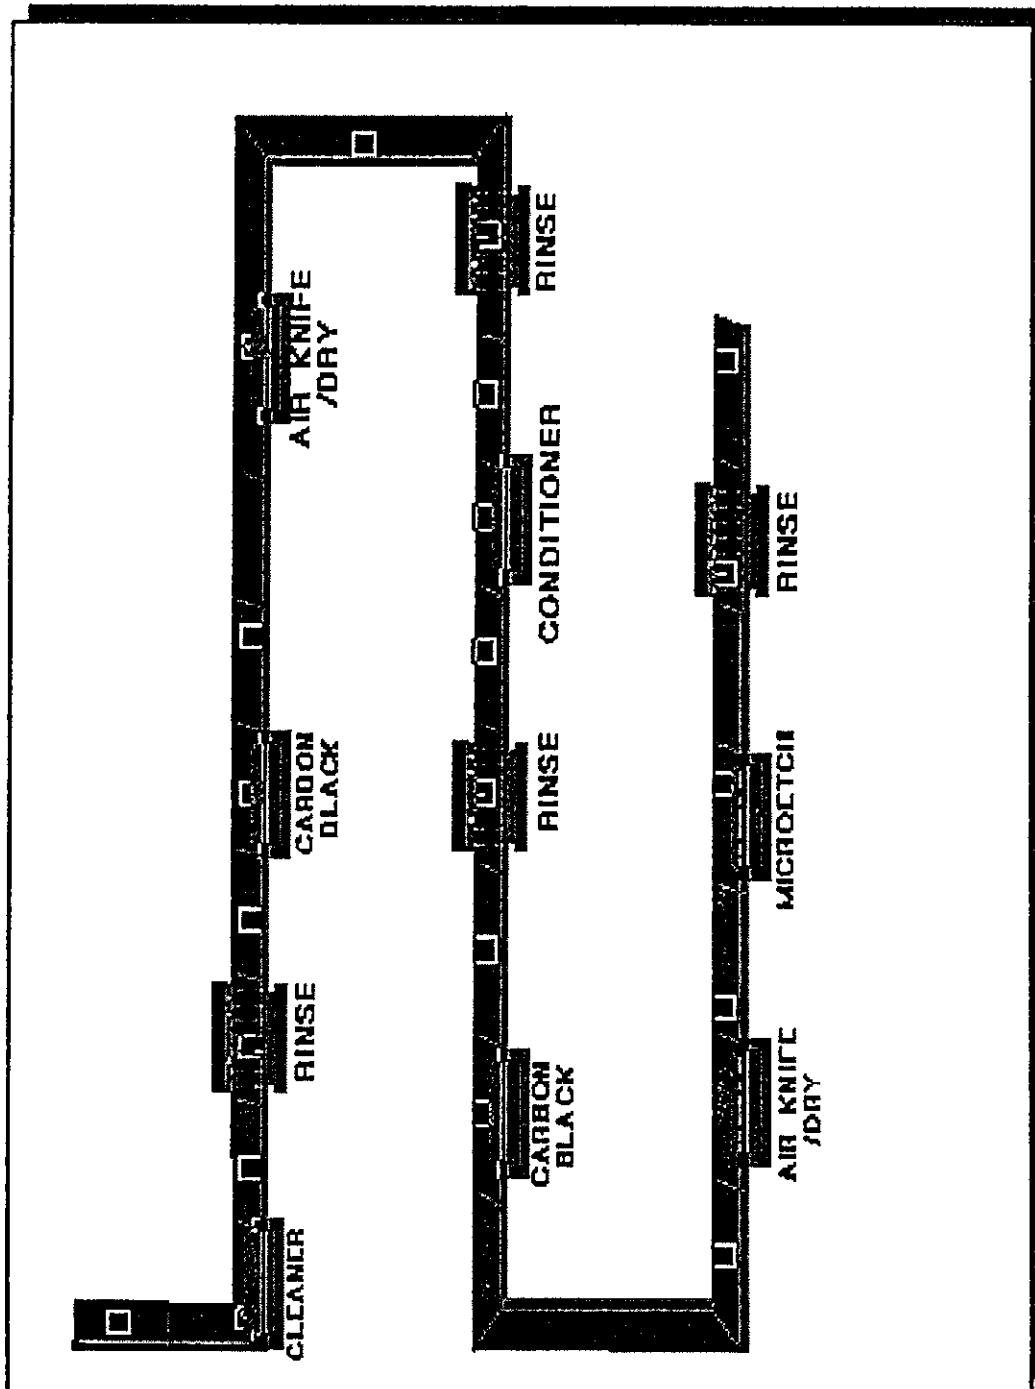 CLEANER
RINSE
CARBON
BLACK
AIR KNIFE
/DRY
RINSE
CONDITIONER
RINSE
CARBON
BLACK
AIR KNIFE
/DRY
MICROETCH
RINSE